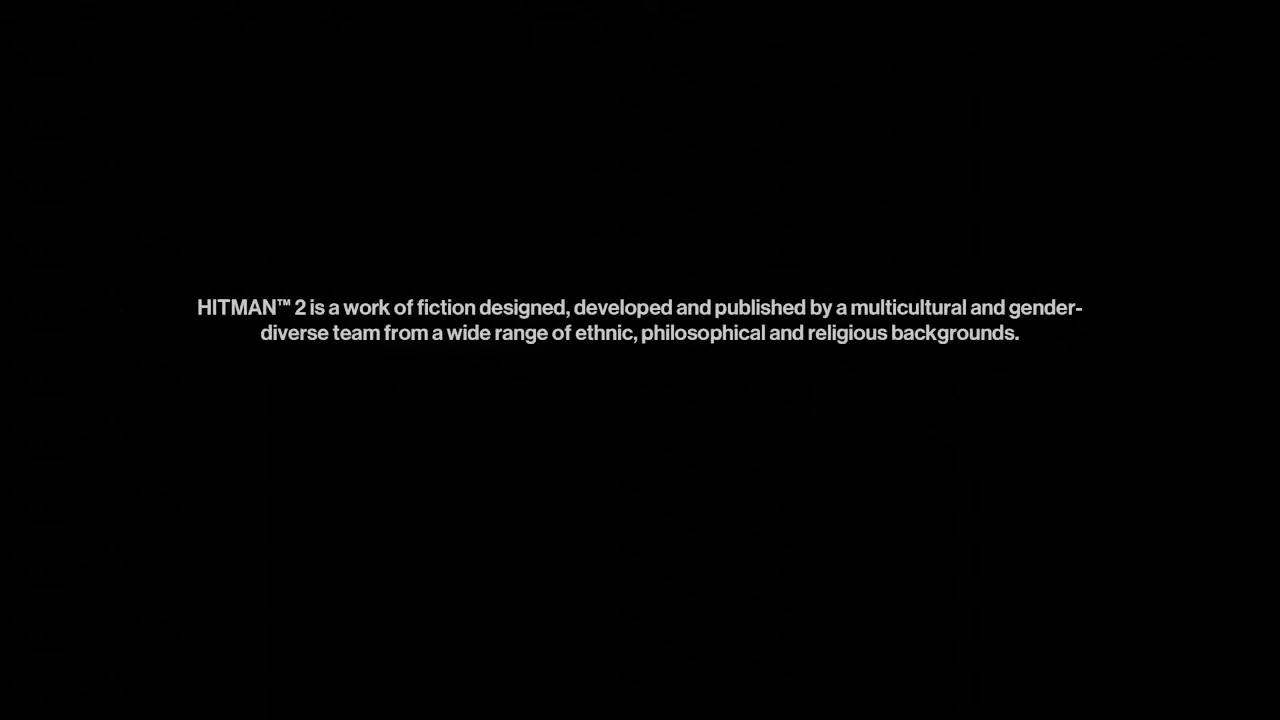 HITMAN™ 2 is a work of fiction designed, developed and published by a multicultural and gender-
diverse team from a wide range of ethnic, philosophical and religious backgrounds.